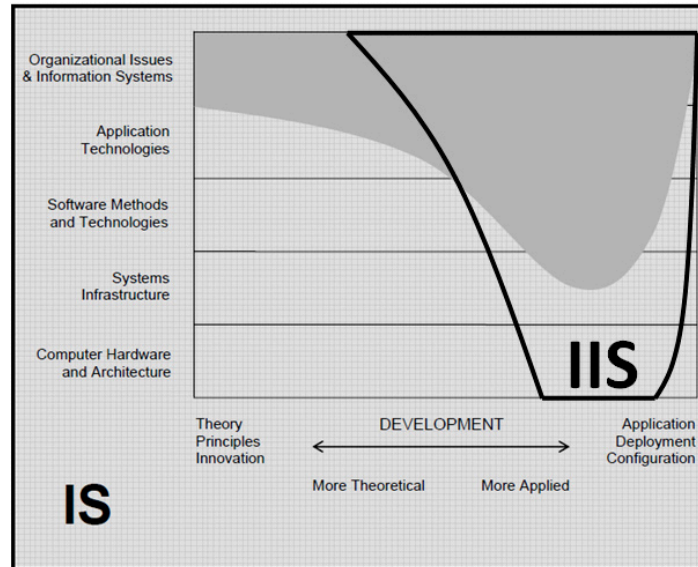 Organizational Issues
& Information Systems
Application
Technologies
Software Methods
and Technologies
Systems
Infrastructure
Computer Hardware
and Architecture
IIS
Theory
Principles
Innovation
DEVELOPMENT
Application
Deployment
Configuration
More Theoretical
More Applied
IS